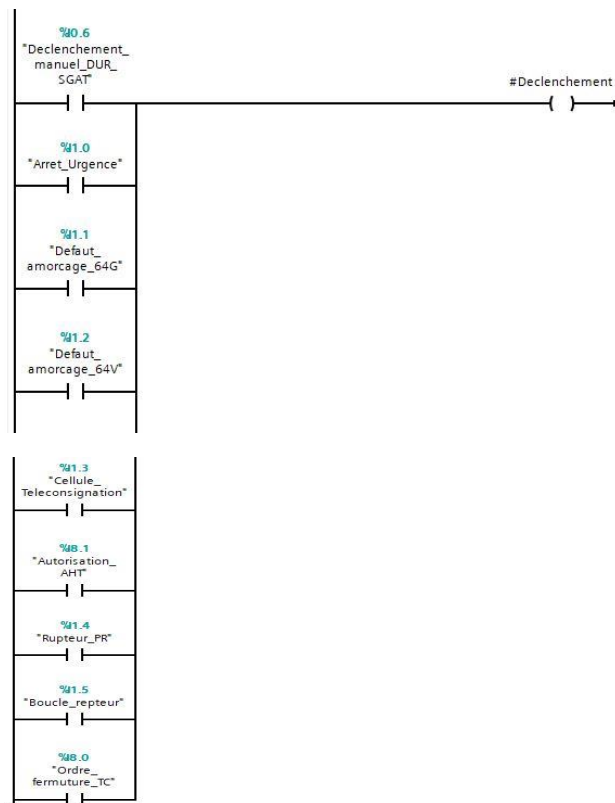 %I0.6
"Declenchement_
manuel_DUR_
SGAT"
#Declenchement
%I1.0
"Arret_Urgence"
%I1.1
"Defaut_
amorcage_64G"
%I1.2
"Defaut_
amorcage_64V"
%I1.3
"Cellule_
Teleconsignation"
%I8.1
"Autorisation_
AHT"
%I1.4
"Rupteur_PR"
%I1.5
"Boucle_repteur"
%I8.0
"Ordre_
fermuture_TC"